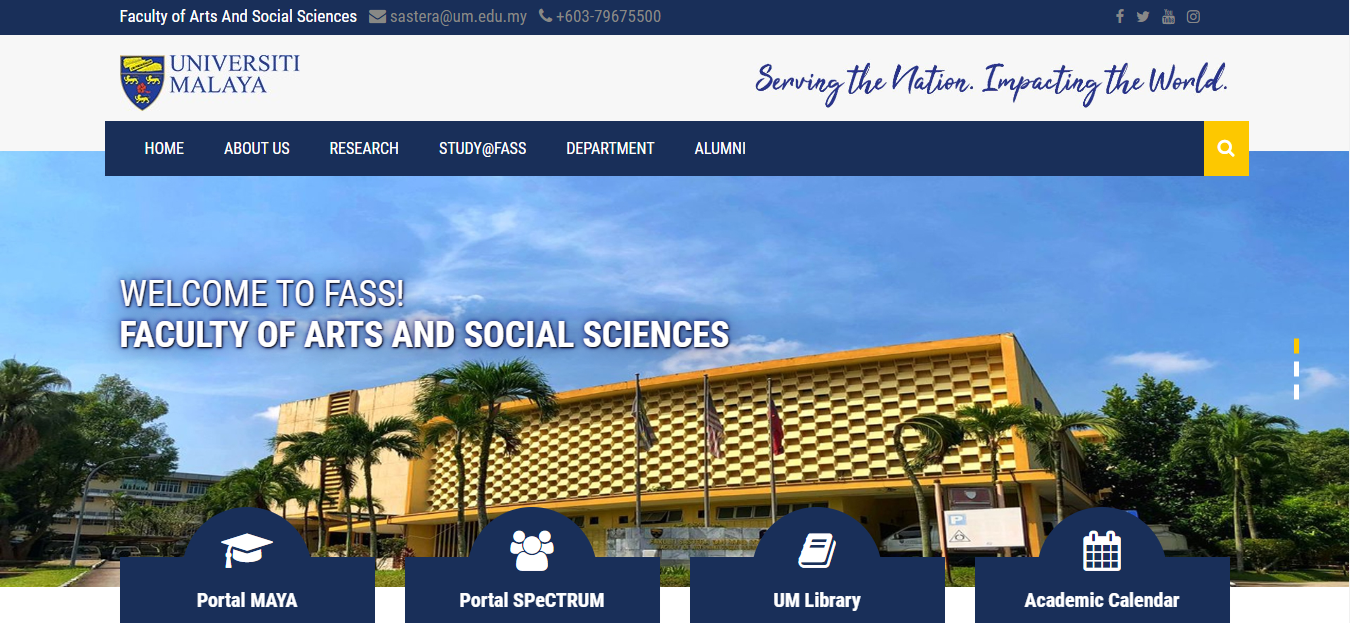 Faculty of Arts And Social Sciences sastera@um.edu.my +603-79675500
UNIVERSITI
MALAYA
Serving the Nation. Impacting the World.
HOME ABOUT US RESEARCH STUDY@FASS DEPARTMENT ALUMNI
WELCOME TO FASS!
FACULTY OF ARTS AND SOCIAL SCIENCES
P
Portal MAYA Portal SPeCTRUM UM Library Academic Calendar